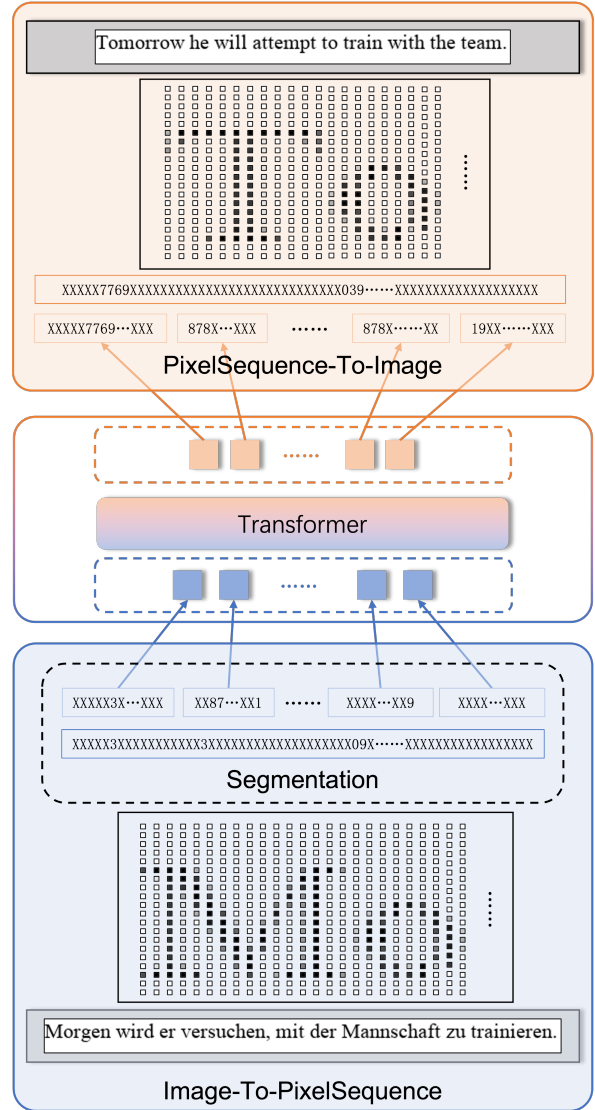 Tomorrow he will attempt to train with the team.
XXXXX7769XXXXXXXXXXXXXXXXXXXXXXXXXXXXXX039……XXXXXXXXXXXXXXXXXXXX
XXXXX7769…XXX 878X…XXX …… 878X……XX 19XX……XXX
PixelSequence-To-Image
……
Transformer
……
XXXXX3X…XXX XX87…XX1 …… XXXX…XX9 XXXX…XXX
XXXXX3XXXXXXXXXXXX3XXXXXXXXXXXXXXXXXXXX09X……XXXXXXXXXXXXXXXXX
Segmentation
Morgen wird er versuchen, mit der Mannschaft zu trainieren.
Image-To-PixelSequence